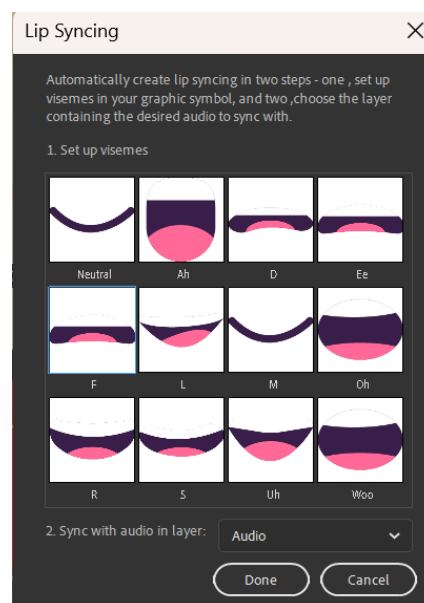 Lip Syncing
Automatically create lip syncing in two steps - one , set up
visemes in your graphic symbol, and two ,choose the layer
containing the desired audio to sync with.
1. Set up visemes
Neutral Ah D Ee
F L M Oh
R S Uh Woo
2. Sync with audio in layer: Audio
Done Cancel